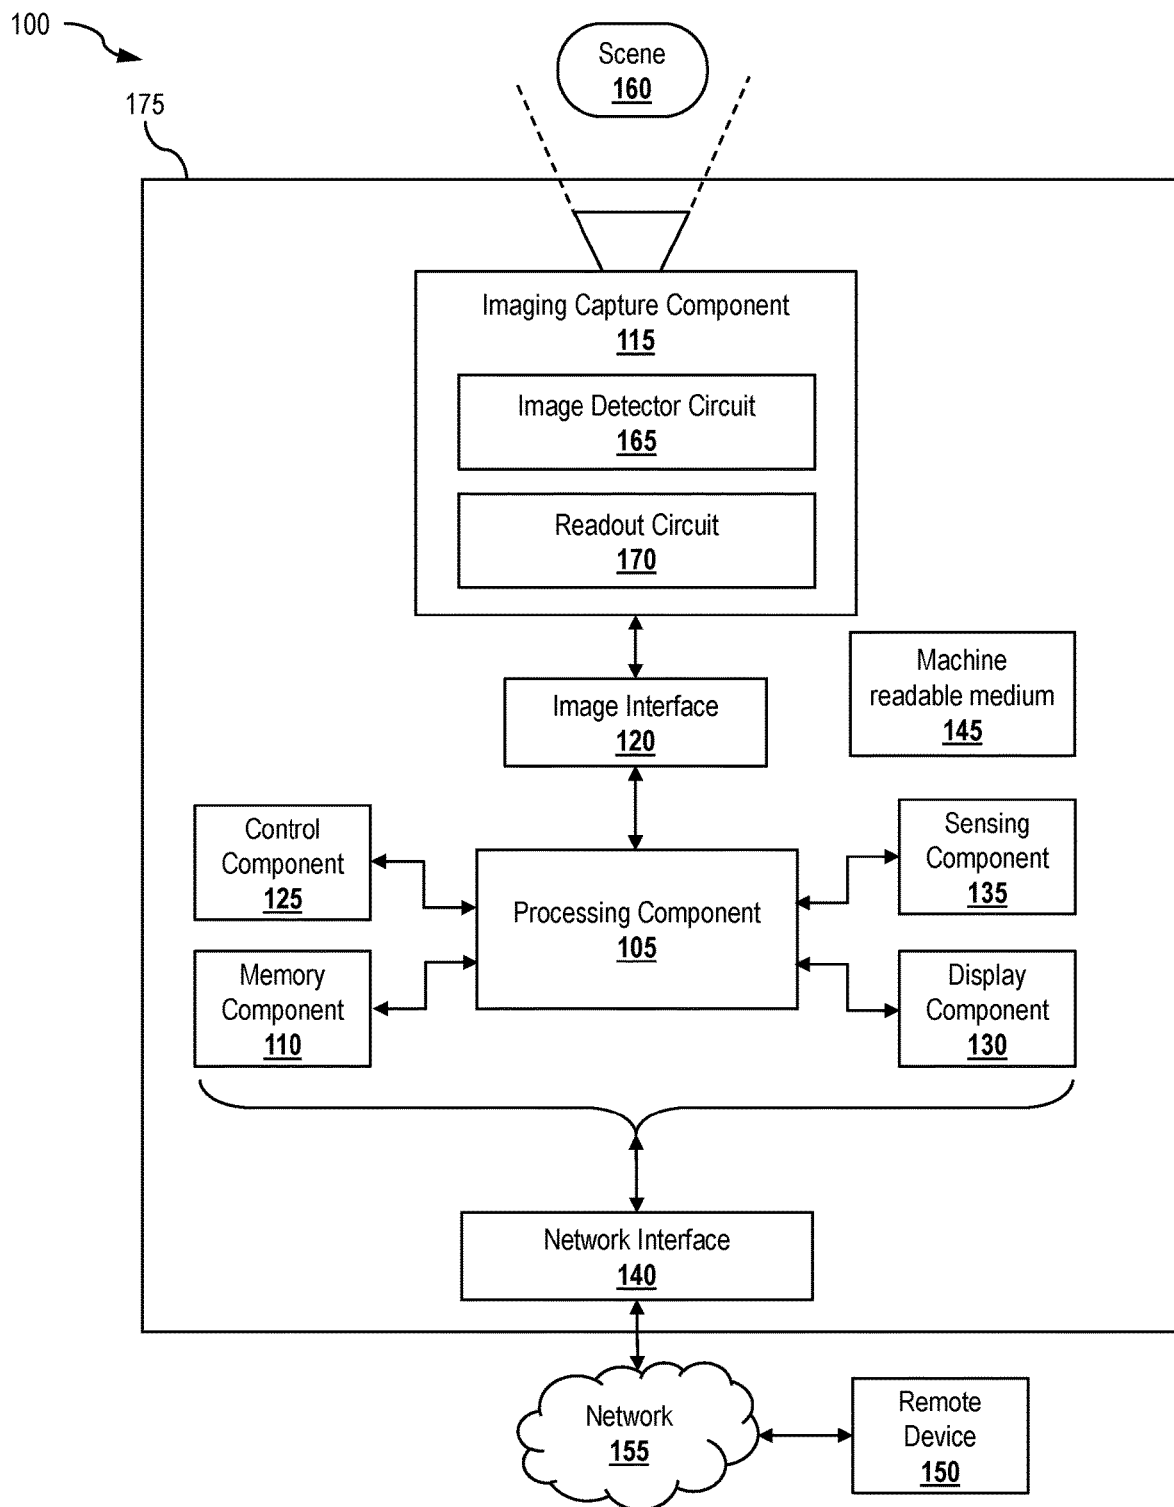 100
Scene
160
175
Imaging Capture Component
115
Image Detector Circuit
165
Readout Circuit
170
Machine
readable medium
145
Image Interface
120
Control
Component
125
Sensing
Component
135
Processing Component
105
Memory
Component
110
Display
Component
130
Network Interface
140
Network
155
Remote
Device
150